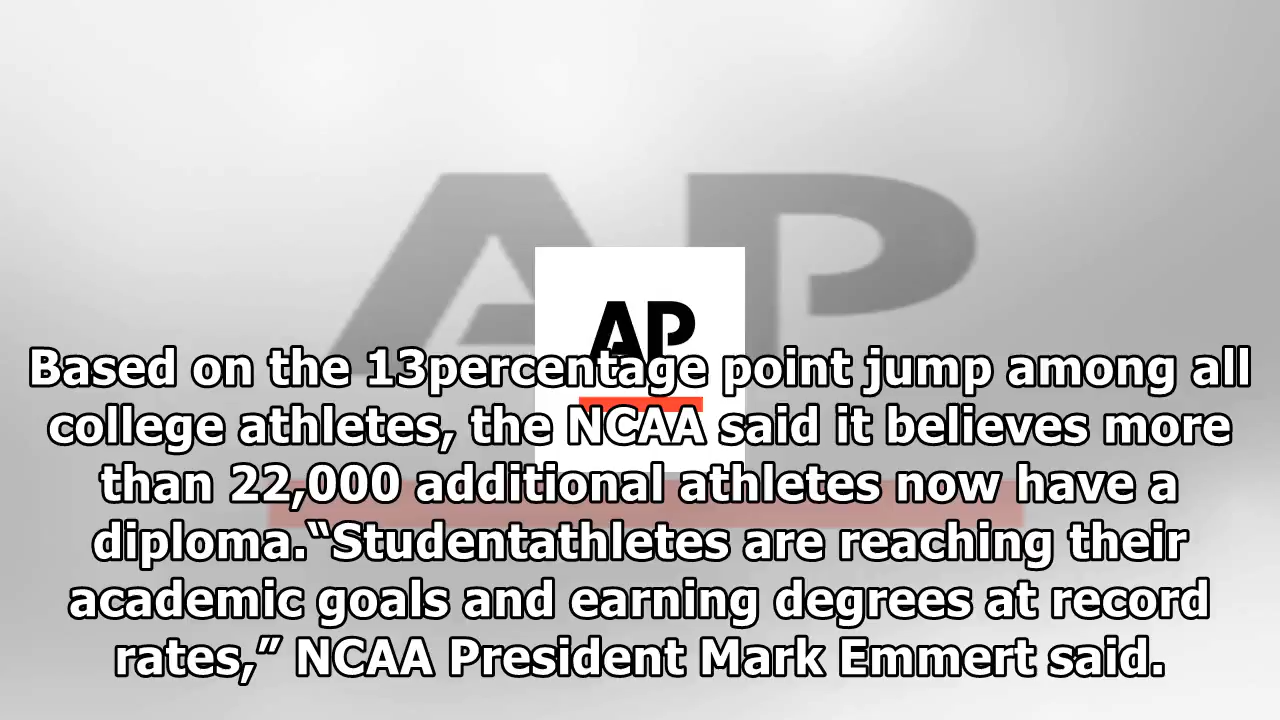 AP
AP
Based on the 13percentage point jump among all
college athletes, the NCAA said it believes more
than 22,000 additional athletes now have a
diploma.“Studentathletes are reaching their
academic goals and earning degrees at record
rates,” NCAA President Mark Emmert said.